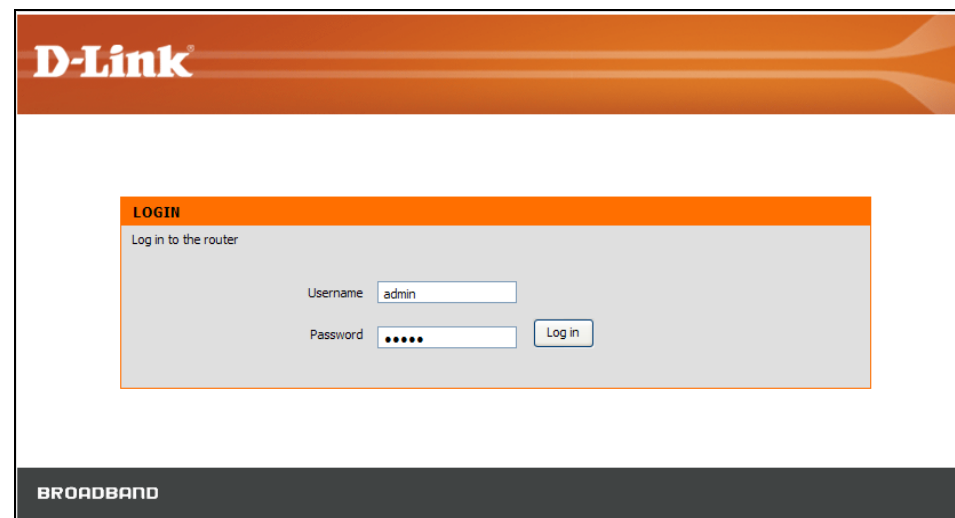 D-Link®
LOGIN
Log in to the router
Username admin
Password ●●●●● Log in
BROADBAND